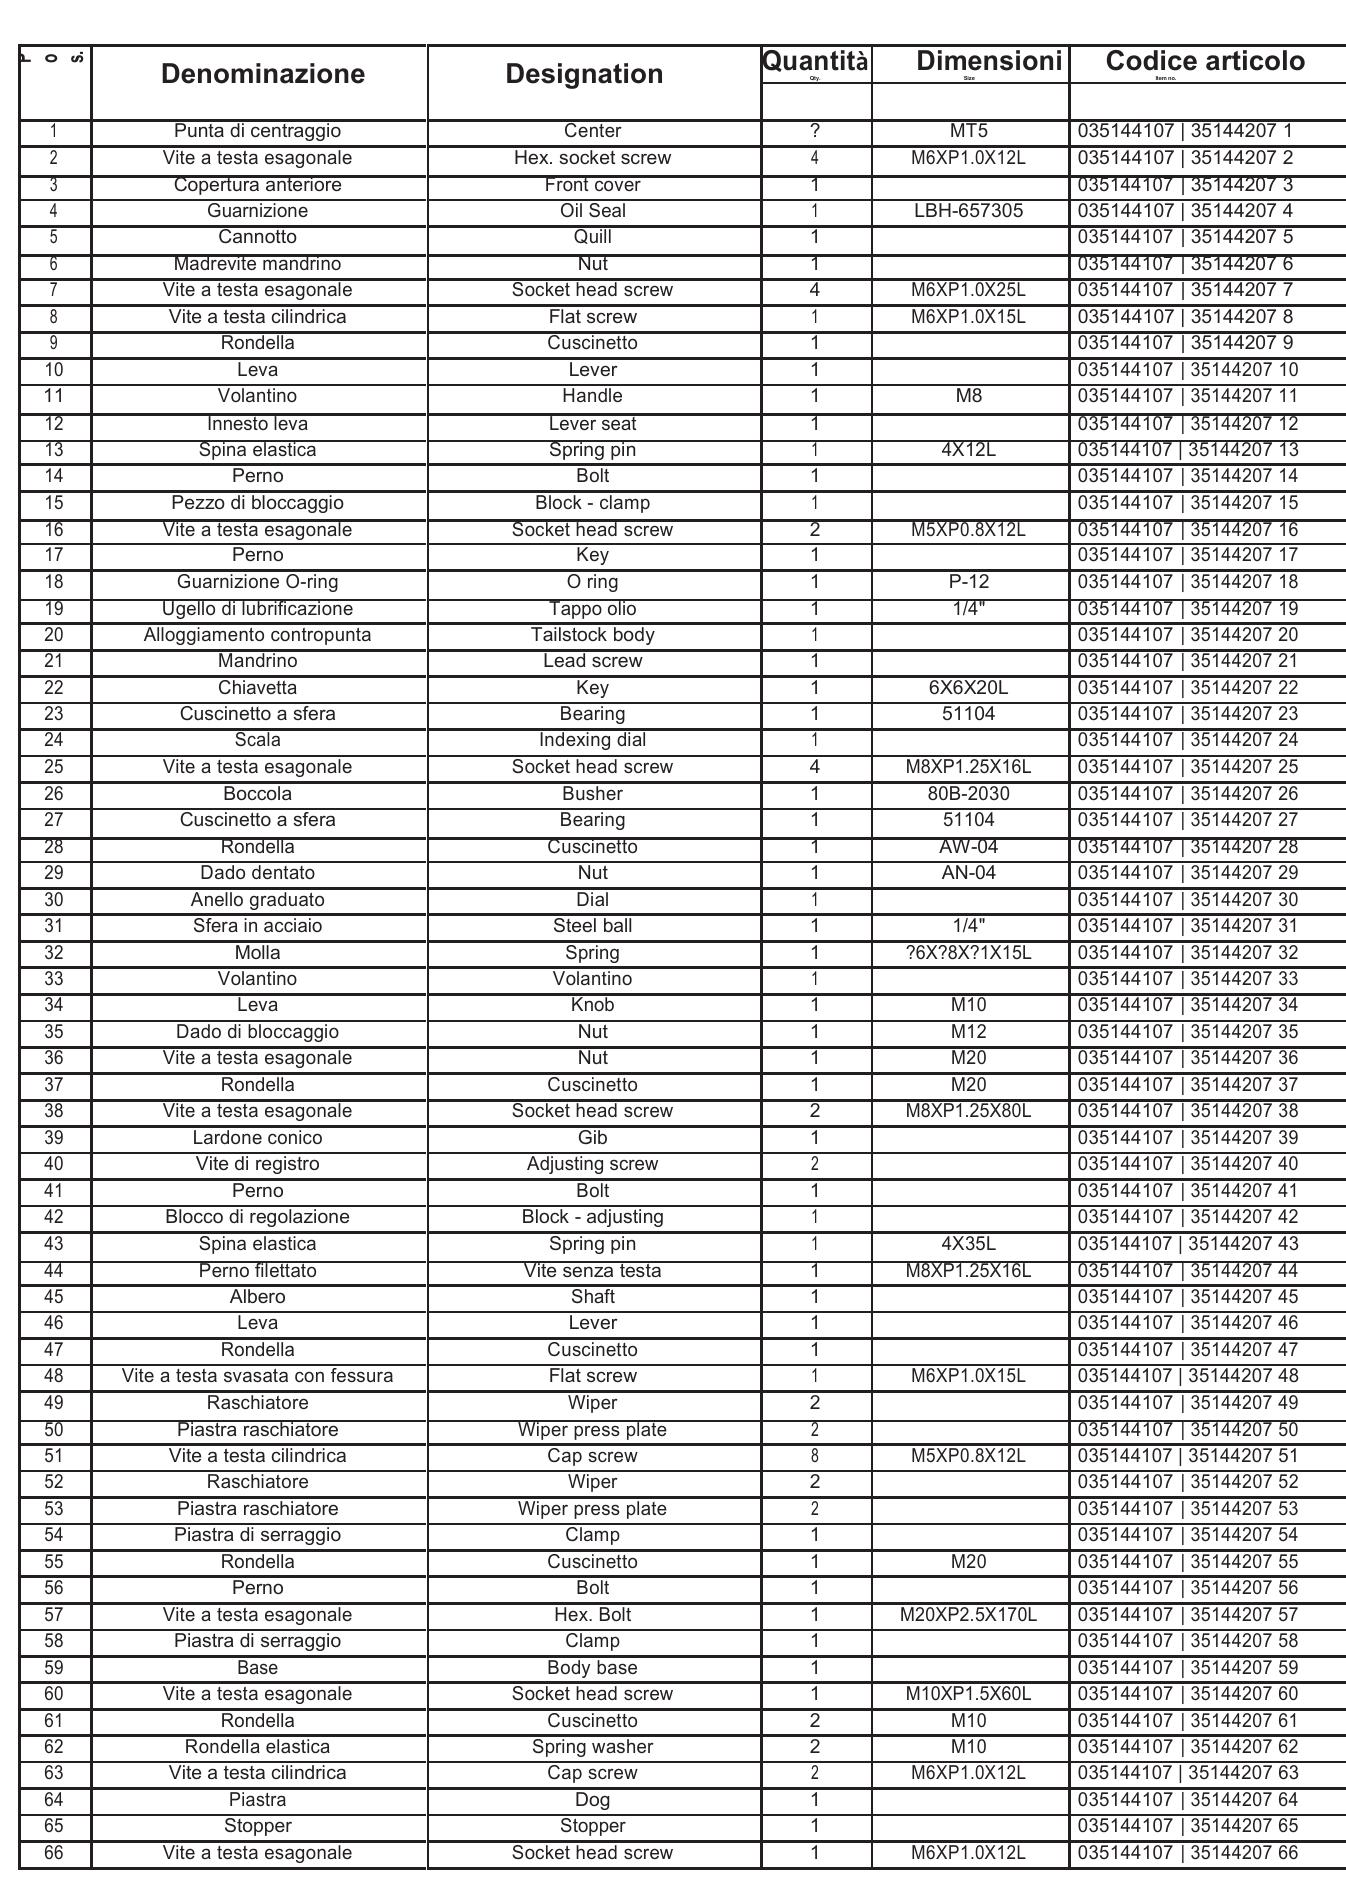 Pos. Denominazione Designation Quantità Dimensioni Codice articolo
Qty. Size Item no.
1 Punta di centraggio Center ? MT5 035144107 | 35144207 1
2 Vite a testa esagonale Hex. socket screw 4 M6XP1.0X12L 035144107 | 35144207 2
3 Copertura anteriore Front cover 1 035144107 | 35144207 3
4 Guarnizione Oil Seal 1 LBH-657305 035144107 | 35144207 4
5 Cannotto Quill 1 035144107 | 35144207 5
6 Madrevite mandrino Nut 1 035144107 | 35144207 6
7 Vite a testa esagonale Socket head screw 4 M6XP1.0X25L 035144107 | 35144207 7
8 Vite a testa cilindrica Flat screw 1 M6XP1.0X15L 035144107 | 35144207 8
9 Rondella Cuscinetto 1 035144107 | 35144207 9
10 Leva Lever 1 035144107 | 35144207 10
11 Volantino Handle 1 M8 035144107 | 35144207 11
12 Innesto leva Lever seat 1 035144107 | 35144207 12
13 Spina elastica Spring pin 1 4X12L 035144107 | 35144207 13
14 Perno Bolt 1 035144107 | 35144207 14
15 Pezzo di bloccaggio Block - clamp 1 035144107 | 35144207 15
16 Vite a testa esagonale Socket head screw 2 M5XP0.8X12L 035144107 | 35144207 16
17 Perno Key 1 035144107 | 35144207 17
18 Guarnizione O-ring O ring 1 P-12 035144107 | 35144207 18
19 Ugello di lubrificazione Tappo olio 1 1/4" 035144107 | 35144207 19
20 Alloggiamento contropunta Tailstock body 1 035144107 | 35144207 20
21 Mandrino Lead screw 1 035144107 | 35144207 21
22 Chiavetta Key 1 6X6X20L 035144107 | 35144207 22
23 Cuscinetto a sfera Bearing 1 51104 035144107 | 35144207 23
24 Scala Indexing dial 1 035144107 | 35144207 24
25 Vite a testa esagonale Socket head screw 4 M8XP1.25X16L 035144107 | 35144207 25
26 Boccola Busher 1 80B-2030 035144107 | 35144207 26
27 Cuscinetto a sfera Bearing 1 51104 035144107 | 35144207 27
28 Rondella Cuscinetto 1 AW-04 035144107 | 35144207 28
29 Dado dentato Nut 1 AN-04 035144107 | 35144207 29
30 Anello graduato Dial 1 035144107 | 35144207 30
31 Sfera in acciaio Steel ball 1 1/4" 035144107 | 35144207 31
32 Molla Spring 1 ?6X?8X?1X15L 035144107 | 35144207 32
33 Volantino Volantino 1 035144107 | 35144207 33
34 Leva Knob 1 M10 035144107 | 35144207 34
35 Dado di bloccaggio Nut 1 M12 035144107 | 35144207 35
36 Vite a testa esagonale Nut 1 M20 035144107 | 35144207 36
37 Rondella Cuscinetto 1 M20 035144107 | 35144207 37
38 Vite a testa esagonale Socket head screw 2 M8XP1.25X80L 035144107 | 35144207 38
39 Lardone conico Gib 1 035144107 | 35144207 39
40 Vite di registro Adjusting screw 2 035144107 | 35144207 40
41 Perno Bolt 1 035144107 | 35144207 41
42 Blocco di regolazione Block - adjusting 1 035144107 | 35144207 42
43 Spina elastica Spring pin 1 4X35L 035144107 | 35144207 43
44 Perno filettato Vite senza testa 1 M8XP1.25X16L 035144107 | 35144207 44
45 Albero Shaft 1 035144107 | 35144207 45
46 Leva Lever 1 035144107 | 35144207 46
47 Rondella Cuscinetto 1 035144107 | 35144207 47
48 Vite a testa svasata con fessura Flat screw 1 M6XP1.0X15L 035144107 | 35144207 48
49 Raschiatore Wiper 2 035144107 | 35144207 49
50 Piastra raschiatore Wiper press plate 2 035144107 | 35144207 50
51 Vite a testa cilindrica Cap screw 8 M5XP0.8X12L 035144107 | 35144207 51
52 Raschiatore Wiper 2 035144107 | 35144207 52
53 Piastra raschiatore Wiper press plate 2 035144107 | 35144207 53
54 Piastra di serraggio Clamp 1 035144107 | 35144207 54
55 Rondella Cuscinetto 1 M20 035144107 | 35144207 55
56 Perno Bolt 1 035144107 | 35144207 56
57 Vite a testa esagonale Hex. Bolt 1 M20XP2.5X170L 035144107 | 35144207 57
58 Piastra di serraggio Clamp 1 035144107 | 35144207 58
59 Base Body base 1 035144107 | 35144207 59
60 Vite a testa esagonale Socket head screw 1 M10XP1.5X60L 035144107 | 35144207 60
61 Rondella Cuscinetto 2 M10 035144107 | 35144207 61
62 Rondella elastica Spring washer 2 M10 035144107 | 35144207 62
63 Vite a testa cilindrica Cap screw 2 M6XP1.0X12L 035144107 | 35144207 63
64 Piastra Dog 1 035144107 | 35144207 64
65 Stopper Stopper 1 035144107 | 35144207 65
66 Vite a testa esagonale Socket head screw 1 M6XP1.0X12L 035144107 | 35144207 66